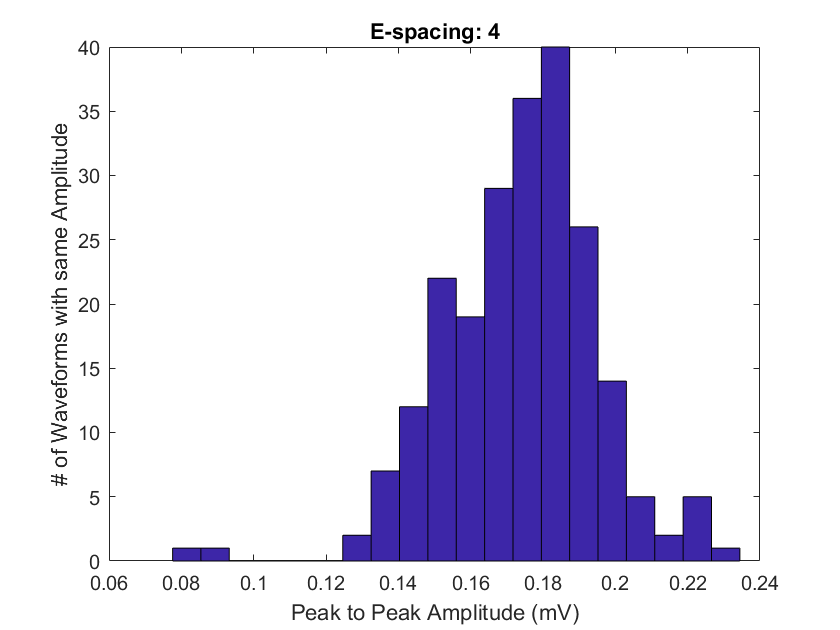 E-spacing: 4
40
35
30
25
20
15
10
5
0
# of Waveforms with same Amplitude
0.06 0.08 0.1 0.12 0.14 0.16 0.18 0.2 0.22 0.24
Peak to Peak Amplitude (mV)